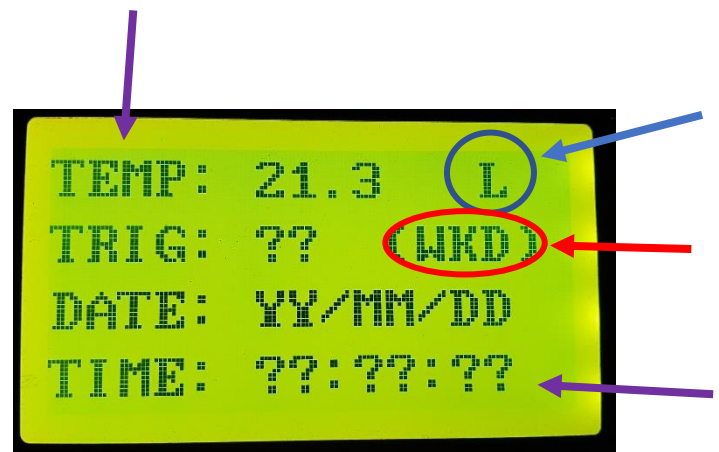 TEMP: 21.3 L
TRIG: ?? (WKD)
DATE: YY/MM/DD
TIME: ??:??:??